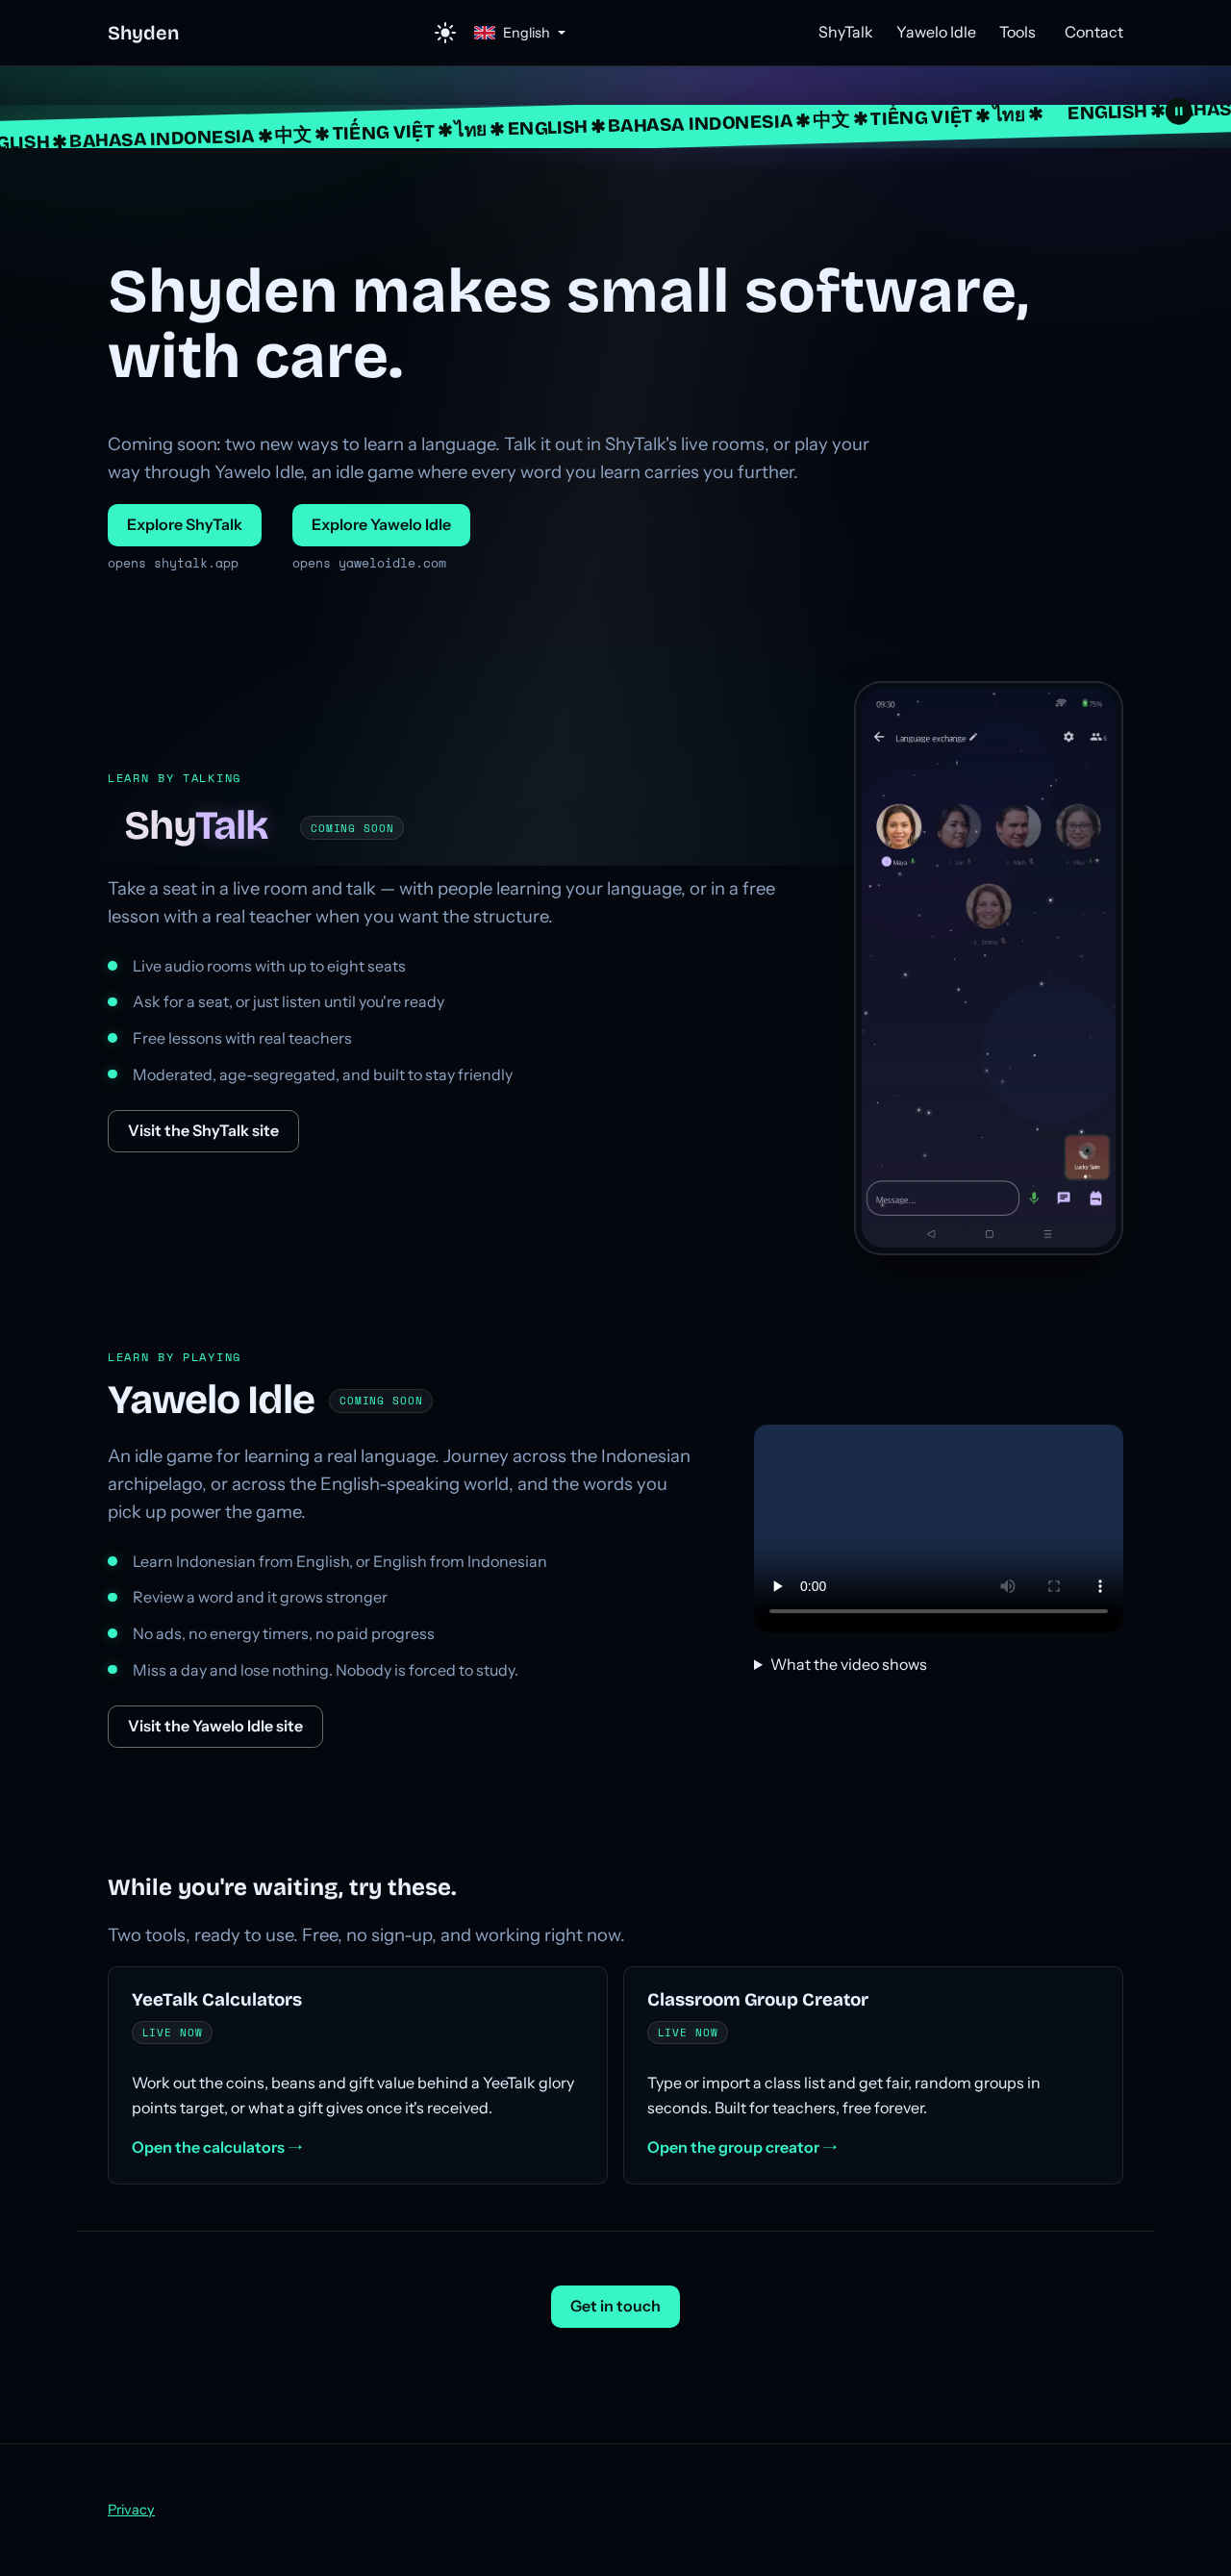 Shyden
English
ShyTalk
Yawelo Idle
Tools
Contact
GLISH ✱ BAHASA INDONESIA ✱ 中文 ✱ TIẾNG VIỆT ✱ ไทย ✱ ENGLISH ✱ BAHASA INDONESIA ✱ 中文 ✱ TIẾNG VIỆT ✱ ไทย ✱ ENGLISH ✱
Shyden makes small software,
with care.
Coming soon: two new ways to learn a language. Talk it out in ShyTalk's live rooms, or play your
way through Yawelo Idle, an idle game where every word you learn carries you further.
Explore ShyTalk
opens shytalk.app
Explore Yawelo Idle
opens yaweloidle.com
LEARN BY TALKING
ShyTalk
COMING SOON
Take a seat in a live room and talk — with people learning your language, or in a free
lesson with a real teacher when you want the structure.
Live audio rooms with up to eight seats
Ask for a seat, or just listen until you're ready
Free lessons with real teachers
Moderated, age-segregated, and built to stay friendly
Visit the ShyTalk site
09:30
75%
Language exchange
6
Maya
Emma
Lucky Spin
Message...
LEARN BY PLAYING
Yawelo Idle
COMING SOON
An idle game for learning a real language. Journey across the Indonesian
archipelago, or across the English-speaking world, and the words you
pick up power the game.
Learn Indonesian from English, or English from Indonesian
Review a word and it grows stronger
No ads, no energy timers, no paid progress
Miss a day and lose nothing. Nobody is forced to study.
Visit the Yawelo Idle site
0:00
What the video shows
While you're waiting, try these.
Two tools, ready to use. Free, no sign-up, and working right now.
YeeTalk Calculators
LIVE NOW
Work out the coins, beans and gift value behind a YeeTalk glory
points target, or what a gift gives once it's received.
Open the calculators →
Classroom Group Creator
LIVE NOW
Type or import a class list and get fair, random groups in
seconds. Built for teachers, free forever.
Open the group creator →
Get in touch
Privacy